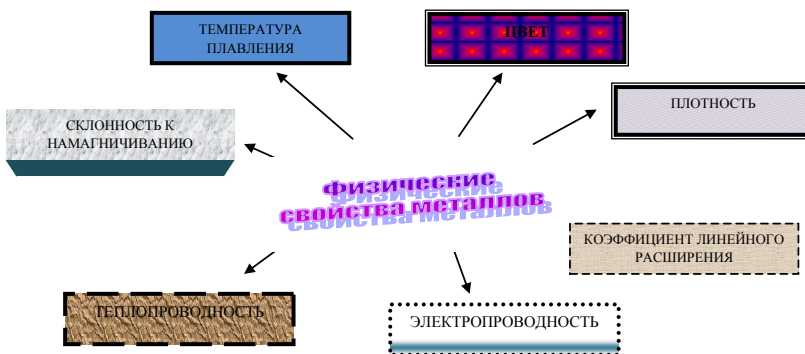 ТЕМПЕРАТУРА
ПЛАВЛЕНИЯ
ЦВЕТ
ПЛОТНОСТЬ
СКЛОННОСТЬ К
НАМАГНИЧИВАНИЮ
Физические
свойства металлов
КОЭФФИЦИЕНТ ЛИНЕЙНОГО
РАСШИРЕНИЯ
ТЕПЛОПРОВОДНОСТЬ
ЭЛЕКТРОПРОВОДНОСТЬ